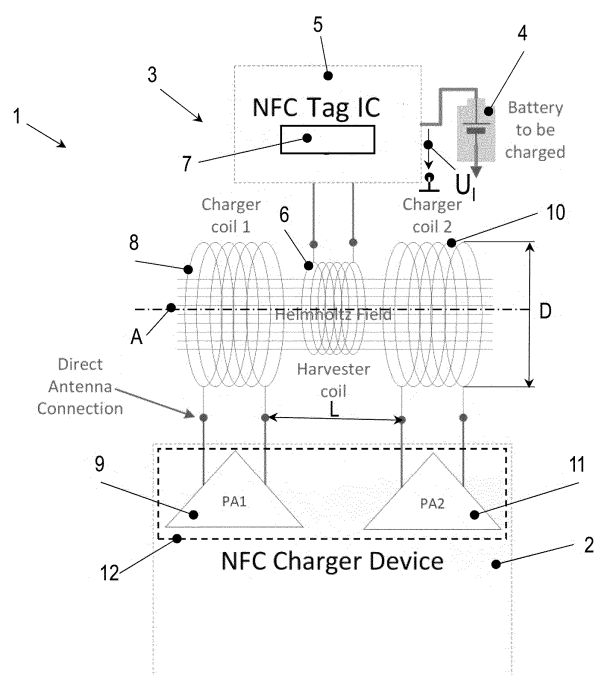 5
4
3
1
NFC Tag IC
7
Battery
to be
charged
U_I
Charger
coil 1
6
Charger
coil 2
10
8
Helmholtz Field
D
A
Harvester
coil
Direct
Antenna
Connection
L
9
PA1
PA2
11
12
NFC Charger Device
2